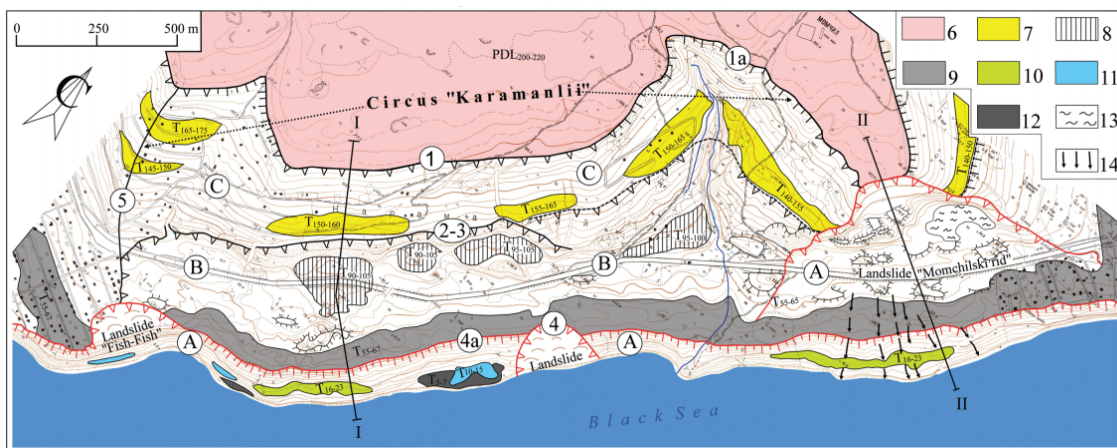 0 250 500 m
PDL200-220
МОМЧИЛ
1a
Circus "Karamanlii"
I
II
T165-175
T145-150
1
T150-165
T140-155
T140-150
5
C
C
T150-160
T155-165
2-3
T90-105
T90-105
T95-105
T95-100
B
B
A
Landslide "Momchilski rid"
T55-65
Landslide
"Fish-Fish"
A
T55-67
4a
4
A
Landslide
T16-23
T10-15
T16-23
I
II
Black Sea
6
7
8
9
10
11
12
13
14